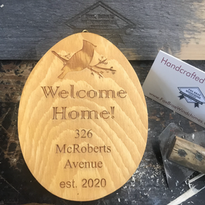 Welcome
Home!
326
McRoberts
Avenue
est. 2020
Handcrafted